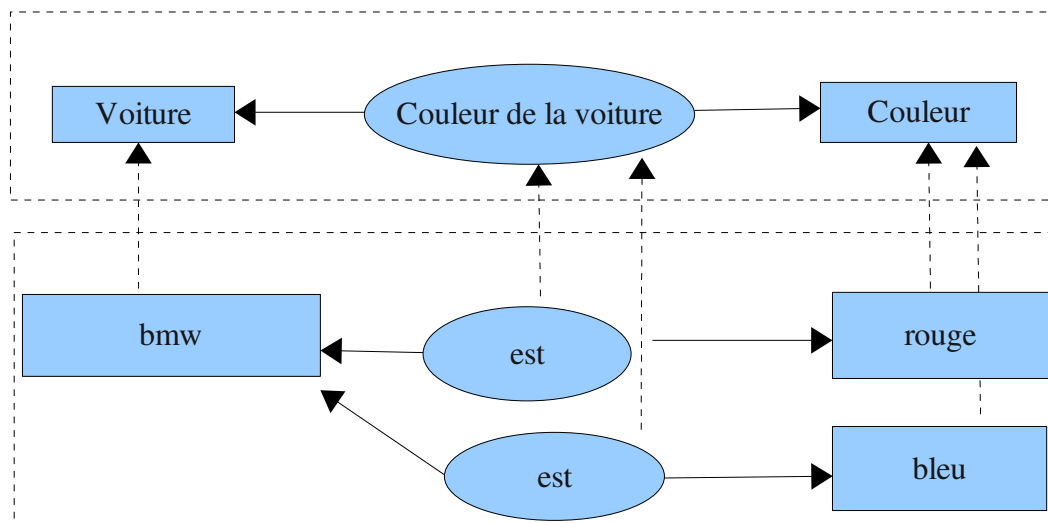 Voiture
Couleur de la voiture
Couleur
bmw
est
rouge
est
bleu